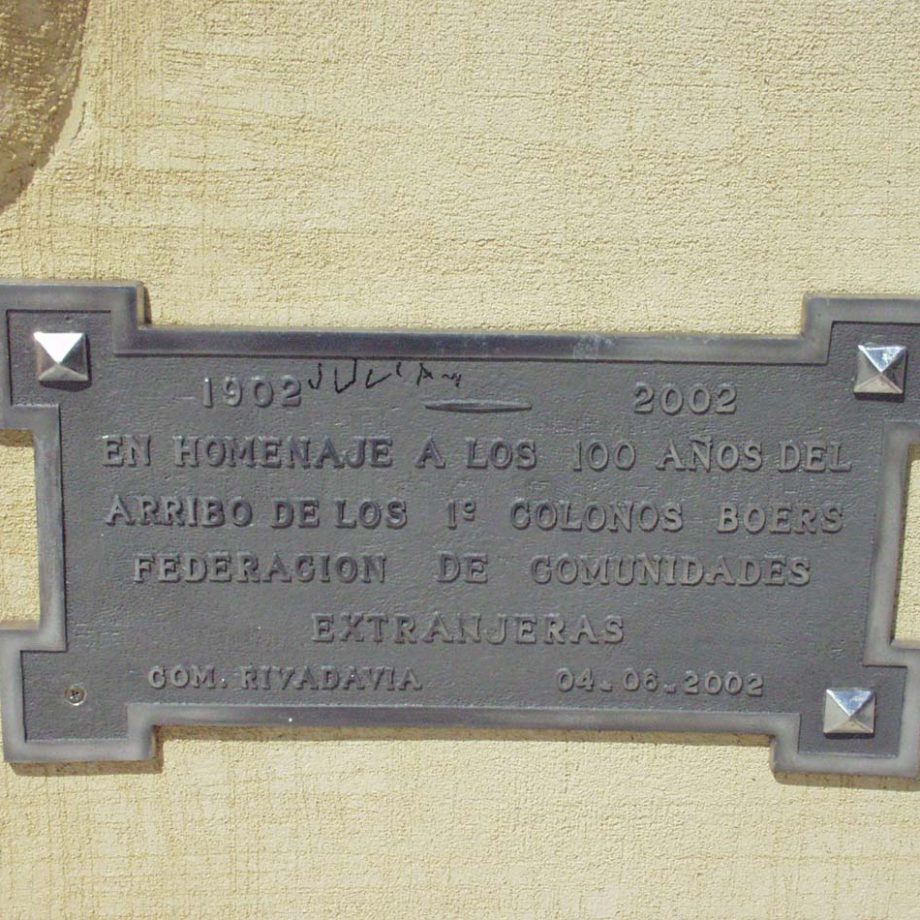 1902 — 2002
EN HOMENAJE A LOS 100 AÑOS DEL
ARRIBO DE LOS 1º COLONOS BOERS
FEDERACION DE COMUNIDADES
EXTRANJERAS
COM. RIVADAVIA 04-06-2002